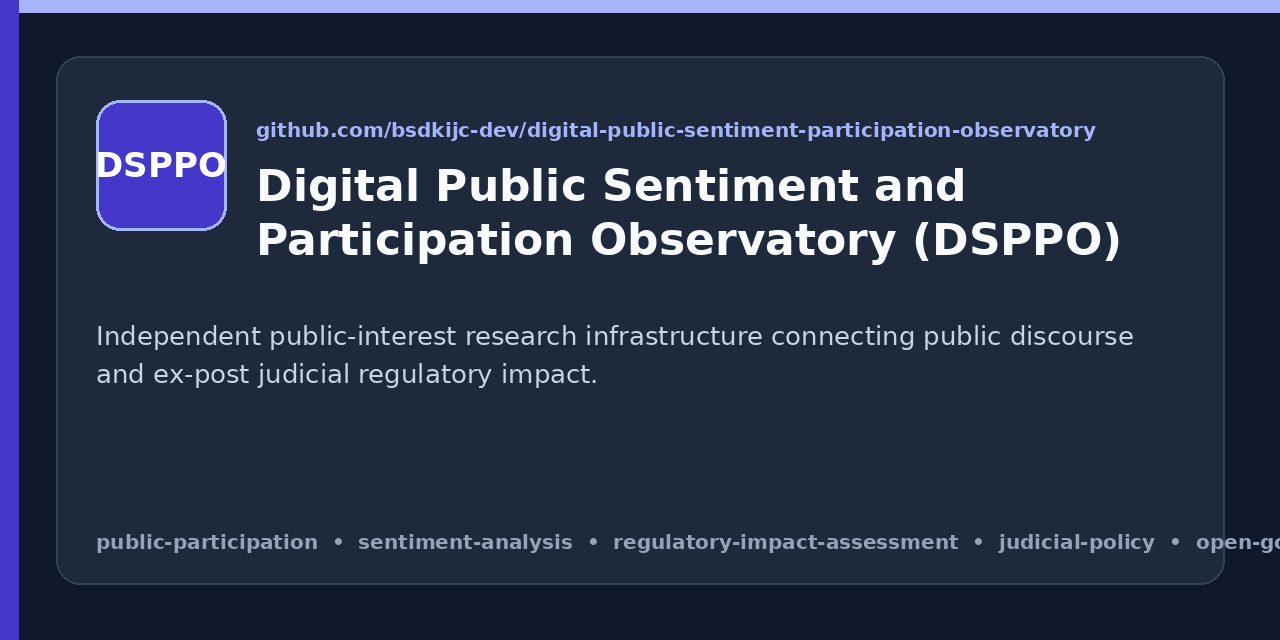 DSPPO
github.com/bsdkijc-dev/digital-public-sentiment-participation-observatory
Digital Public Sentiment and
Participation Observatory (DSPPO)
Independent public-interest research infrastructure connecting public discourse
and ex-post judicial regulatory impact.
public-participation • sentiment-analysis • regulatory-impact-assessment • judicial-policy •